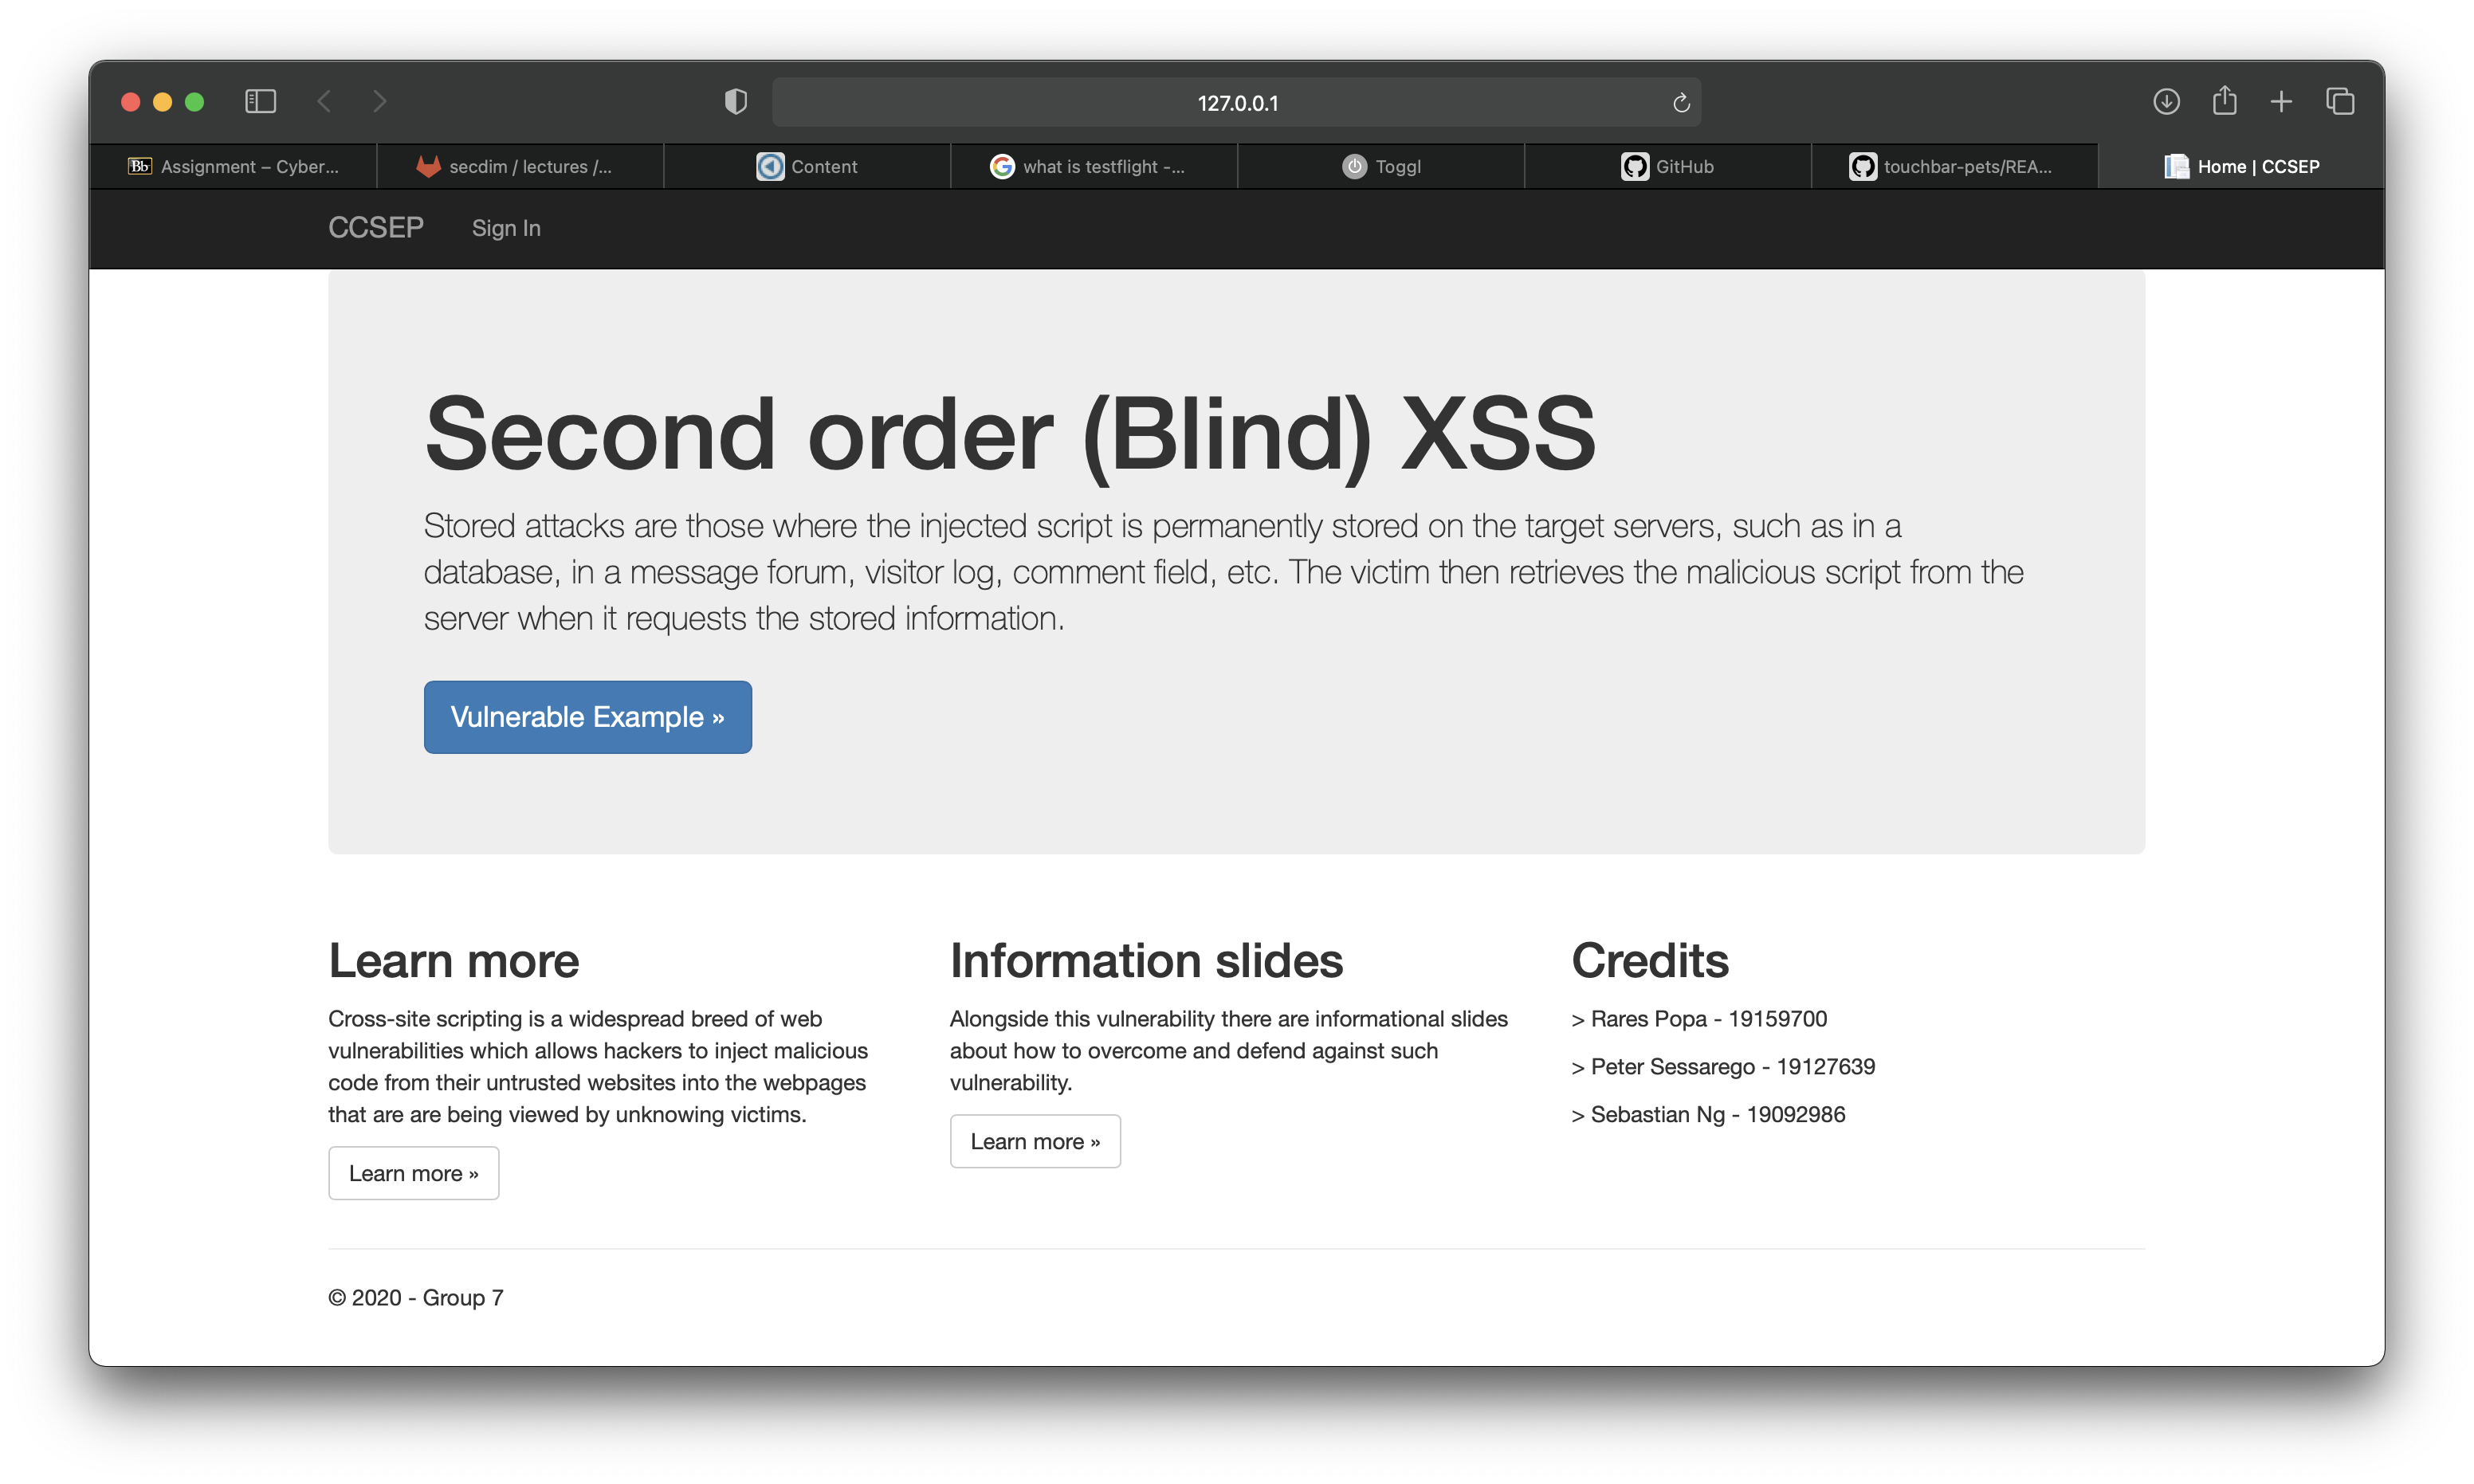 127.0.0.1
Bb Assignment – Cyber...
secdim / lectures /...
Content
what is testflight -...
Toggl
GitHub
touchbar-pets/REA...
Home | CCSEP
CCSEP Sign In
Second order (Blind) XSS
Stored attacks are those where the injected script is permanently stored on the target servers, such as in a
database, in a message forum, visitor log, comment field, etc. The victim then retrieves the malicious script from the
server when it requests the stored information.
Vulnerable Example »
Learn more
Cross-site scripting is a widespread breed of web
vulnerabilities which allows hackers to inject malicious
code from their untrusted websites into the webpages
that are are being viewed by unknowing victims.
Learn more »
Information slides
Alongside this vulnerability there are informational slides
about how to overcome and defend against such
vulnerability.
Learn more »
Credits
> Rares Popa - 19159700
> Peter Sessarego - 19127639
> Sebastian Ng - 19092986
© 2020 - Group 7